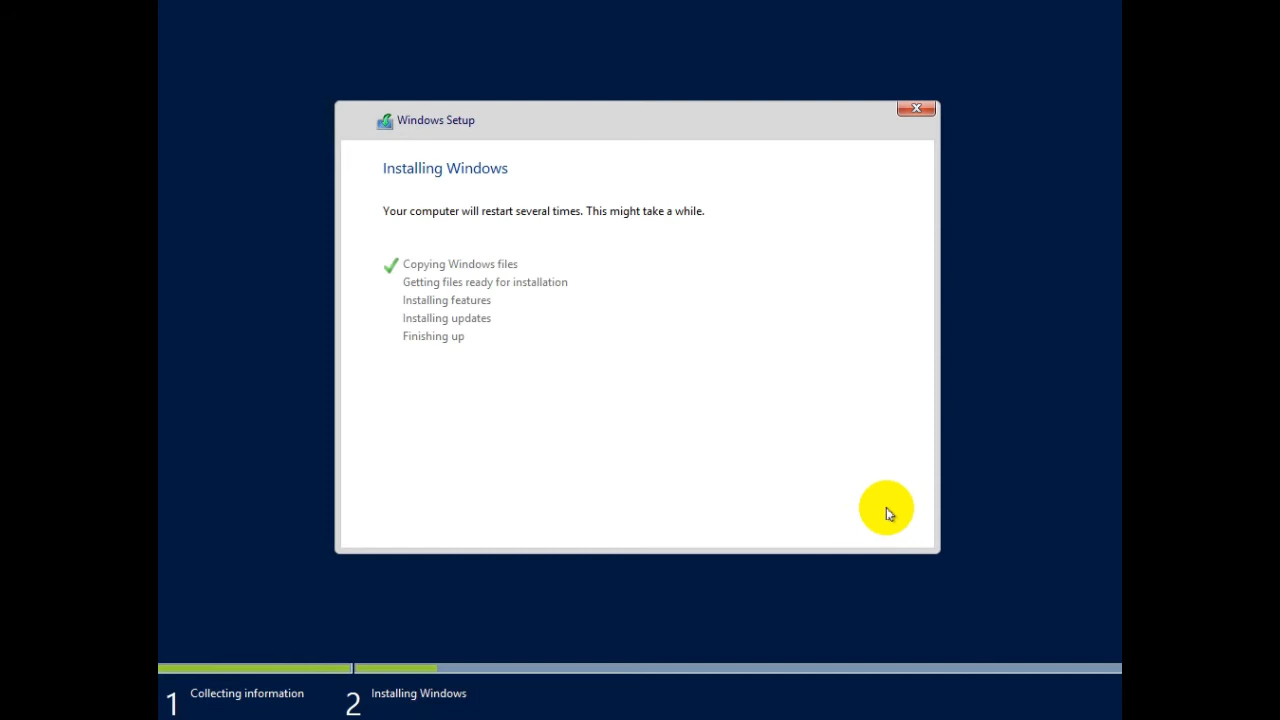 Windows Setup
Installing Windows
Your computer will restart several times. This might take a while.
Copying Windows files
Getting files ready for installation
Installing features
Installing updates
Finishing up
1 Collecting information
2 Installing Windows